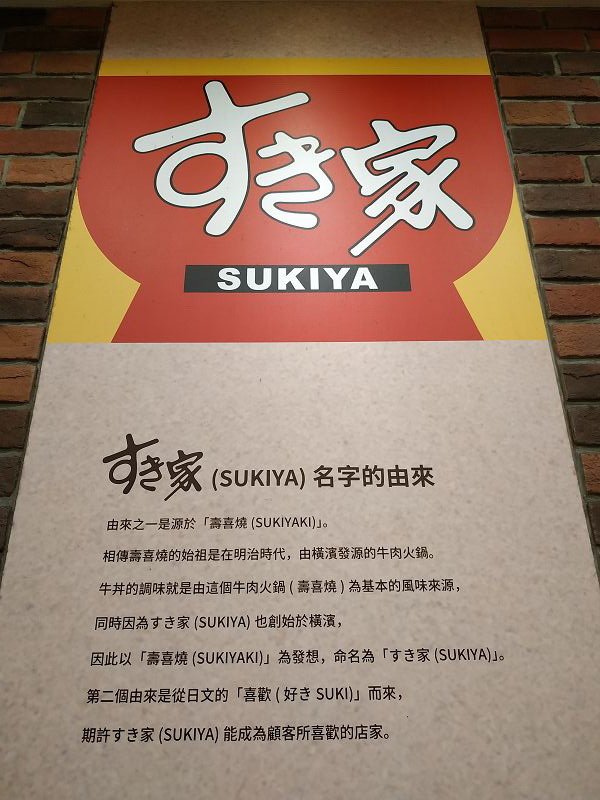 すき家
SUKIYA
すき家 (SUKIYA) 名字的由來
由來之一是源於「壽喜燒 (SUKIYAKI)」。
相傳壽喜燒的始祖是在明治時代，由橫濱發源的牛肉火鍋。
牛丼的調味就是由這個牛肉火鍋 ( 壽喜燒 ) 為基本的風味來源，
同時因為すき家 (SUKIYA) 也創始於橫濱，
因此以「壽喜燒 (SUKIYAKI)」為發想，命名為「すき家 (SUKIYA)」。
第二個由來是從日文的「喜歡 ( 好き SUKI)」而來，
期許すき家 (SUKIYA) 能成為顧客所喜歡的店家。